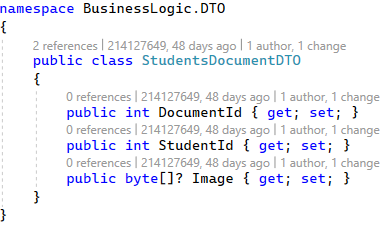 namespace BusinessLogic.DTO
{
2 references | 214127649, 48 days ago | 1 author, 1 change
public class StudentsDocumentDTO
{
0 references | 214127649, 48 days ago | 1 author, 1 change
public int DocumentId { get; set; }
0 references | 214127649, 48 days ago | 1 author, 1 change
public int StudentId { get; set; }
0 references | 214127649, 48 days ago | 1 author, 1 change
public byte[]? Image { get; set; }
}
}